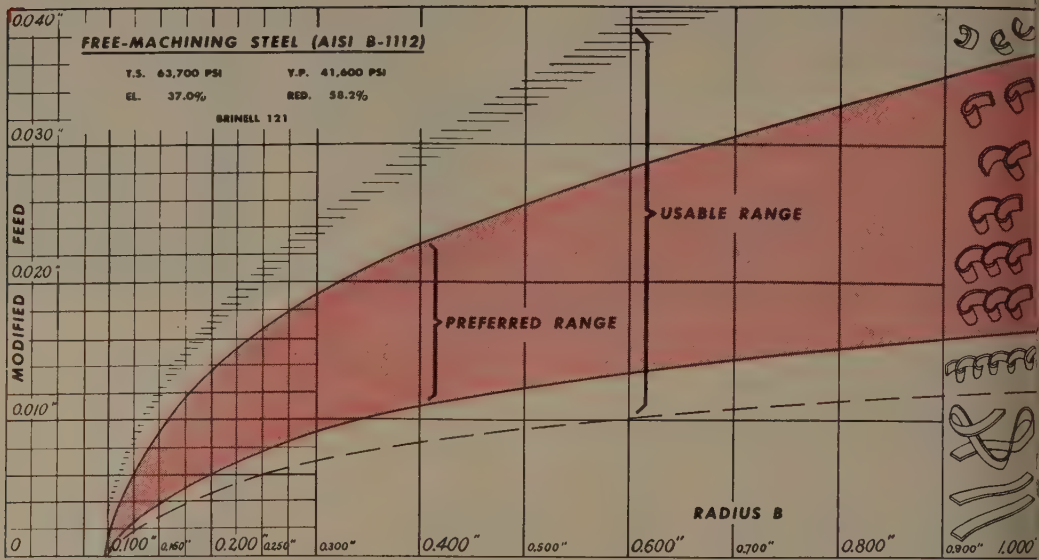 0.040"
FREE-MACHINING STEEL (AISI B-1112)
T.S. 63,700 PSI Y.P. 41,600 PSI
EL. 37.0% RED. 58.2%
BRINELL 121
0.030"
MODIFIED FEED
USABLE RANGE
0.020"
PREFERRED RANGE
0.010"
RADIUS B
0 0.100" 0.150" 0.200" 0.250" 0.300" 0.400" 0.500" 0.600" 0.700" 0.800" 0.900" 1.000"